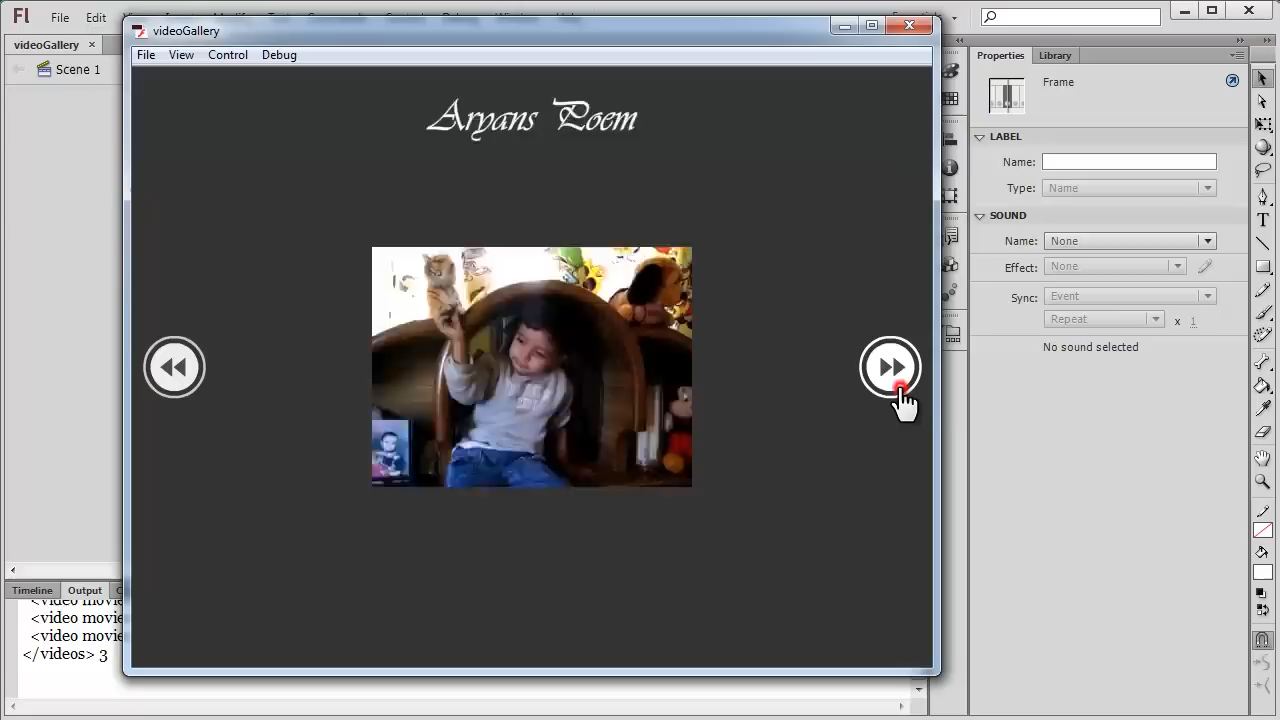 Fl File Edit
videoGallery
videoGallery ×
File View Control Debug
Scene 1
Aryans Poem
Properties Library
Frame
LABEL
Name:
Type: Name
SOUND
Name: None
Effect: None
Sync: Event
Repeat x 1
No sound selected
Timeline Output
<video movie
<video movie
<video movie
</videos> 3